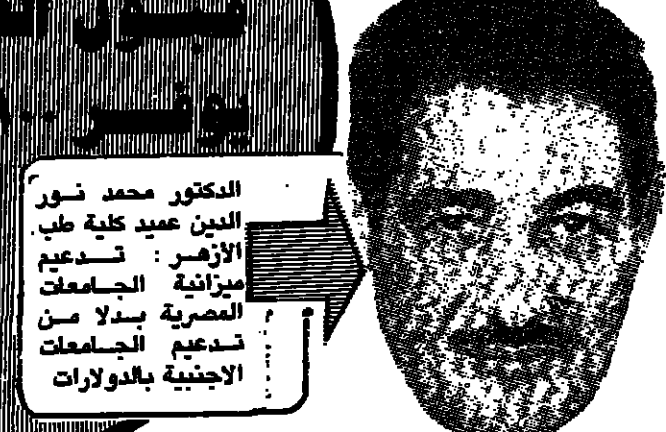 الدكتور محمد نور
الدين عميد كلية طب
الأزهر : تدعيم
ميزانية الجامعات
المصرية بدلا من
تدعيم الجامعات
الاجنبية بالدولارات